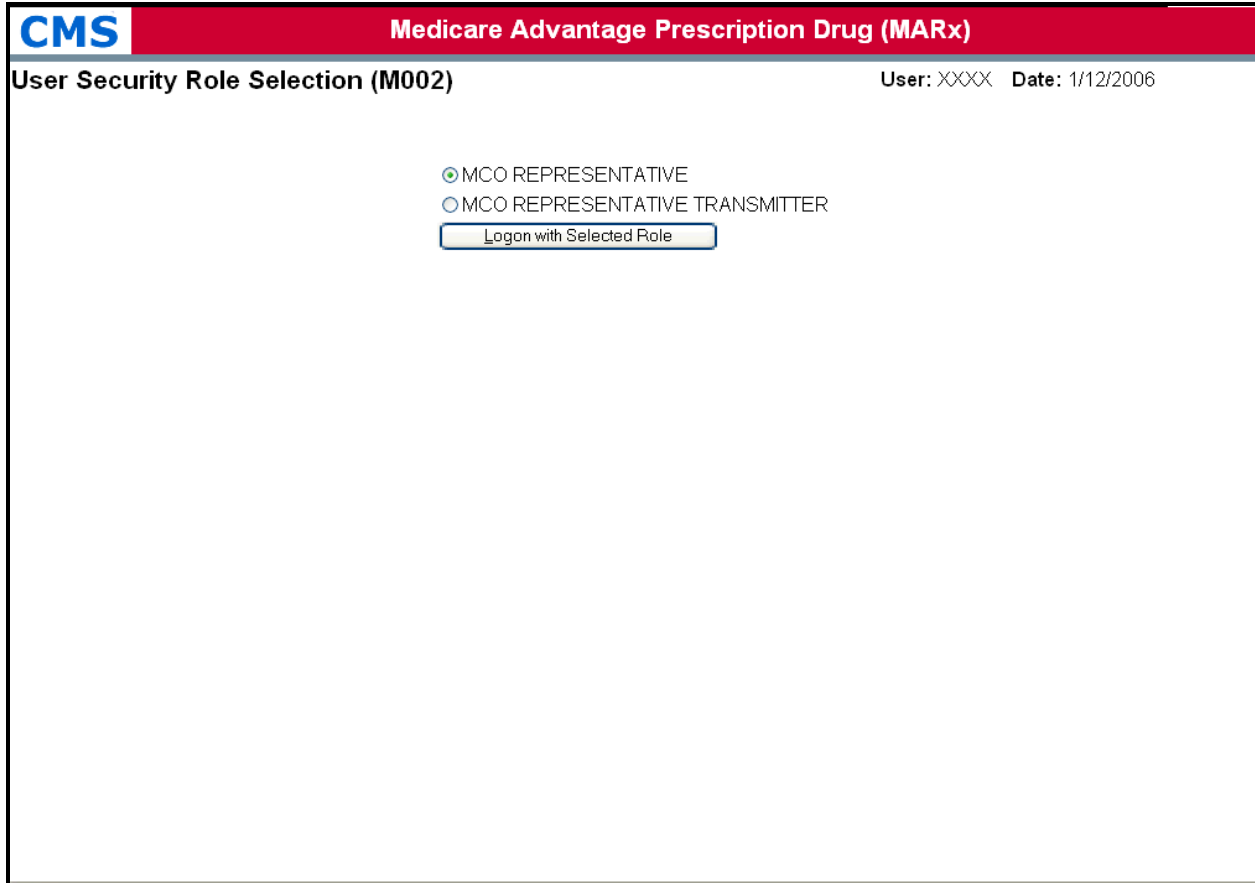 CMS
Medicare Advantage Prescription Drug (MARx)
User Security Role Selection (M002)
User: XXXX Date: 1/12/2006
MCO REPRESENTATIVE
MCO REPRESENTATIVE TRANSMITTER
Logon with Selected Role